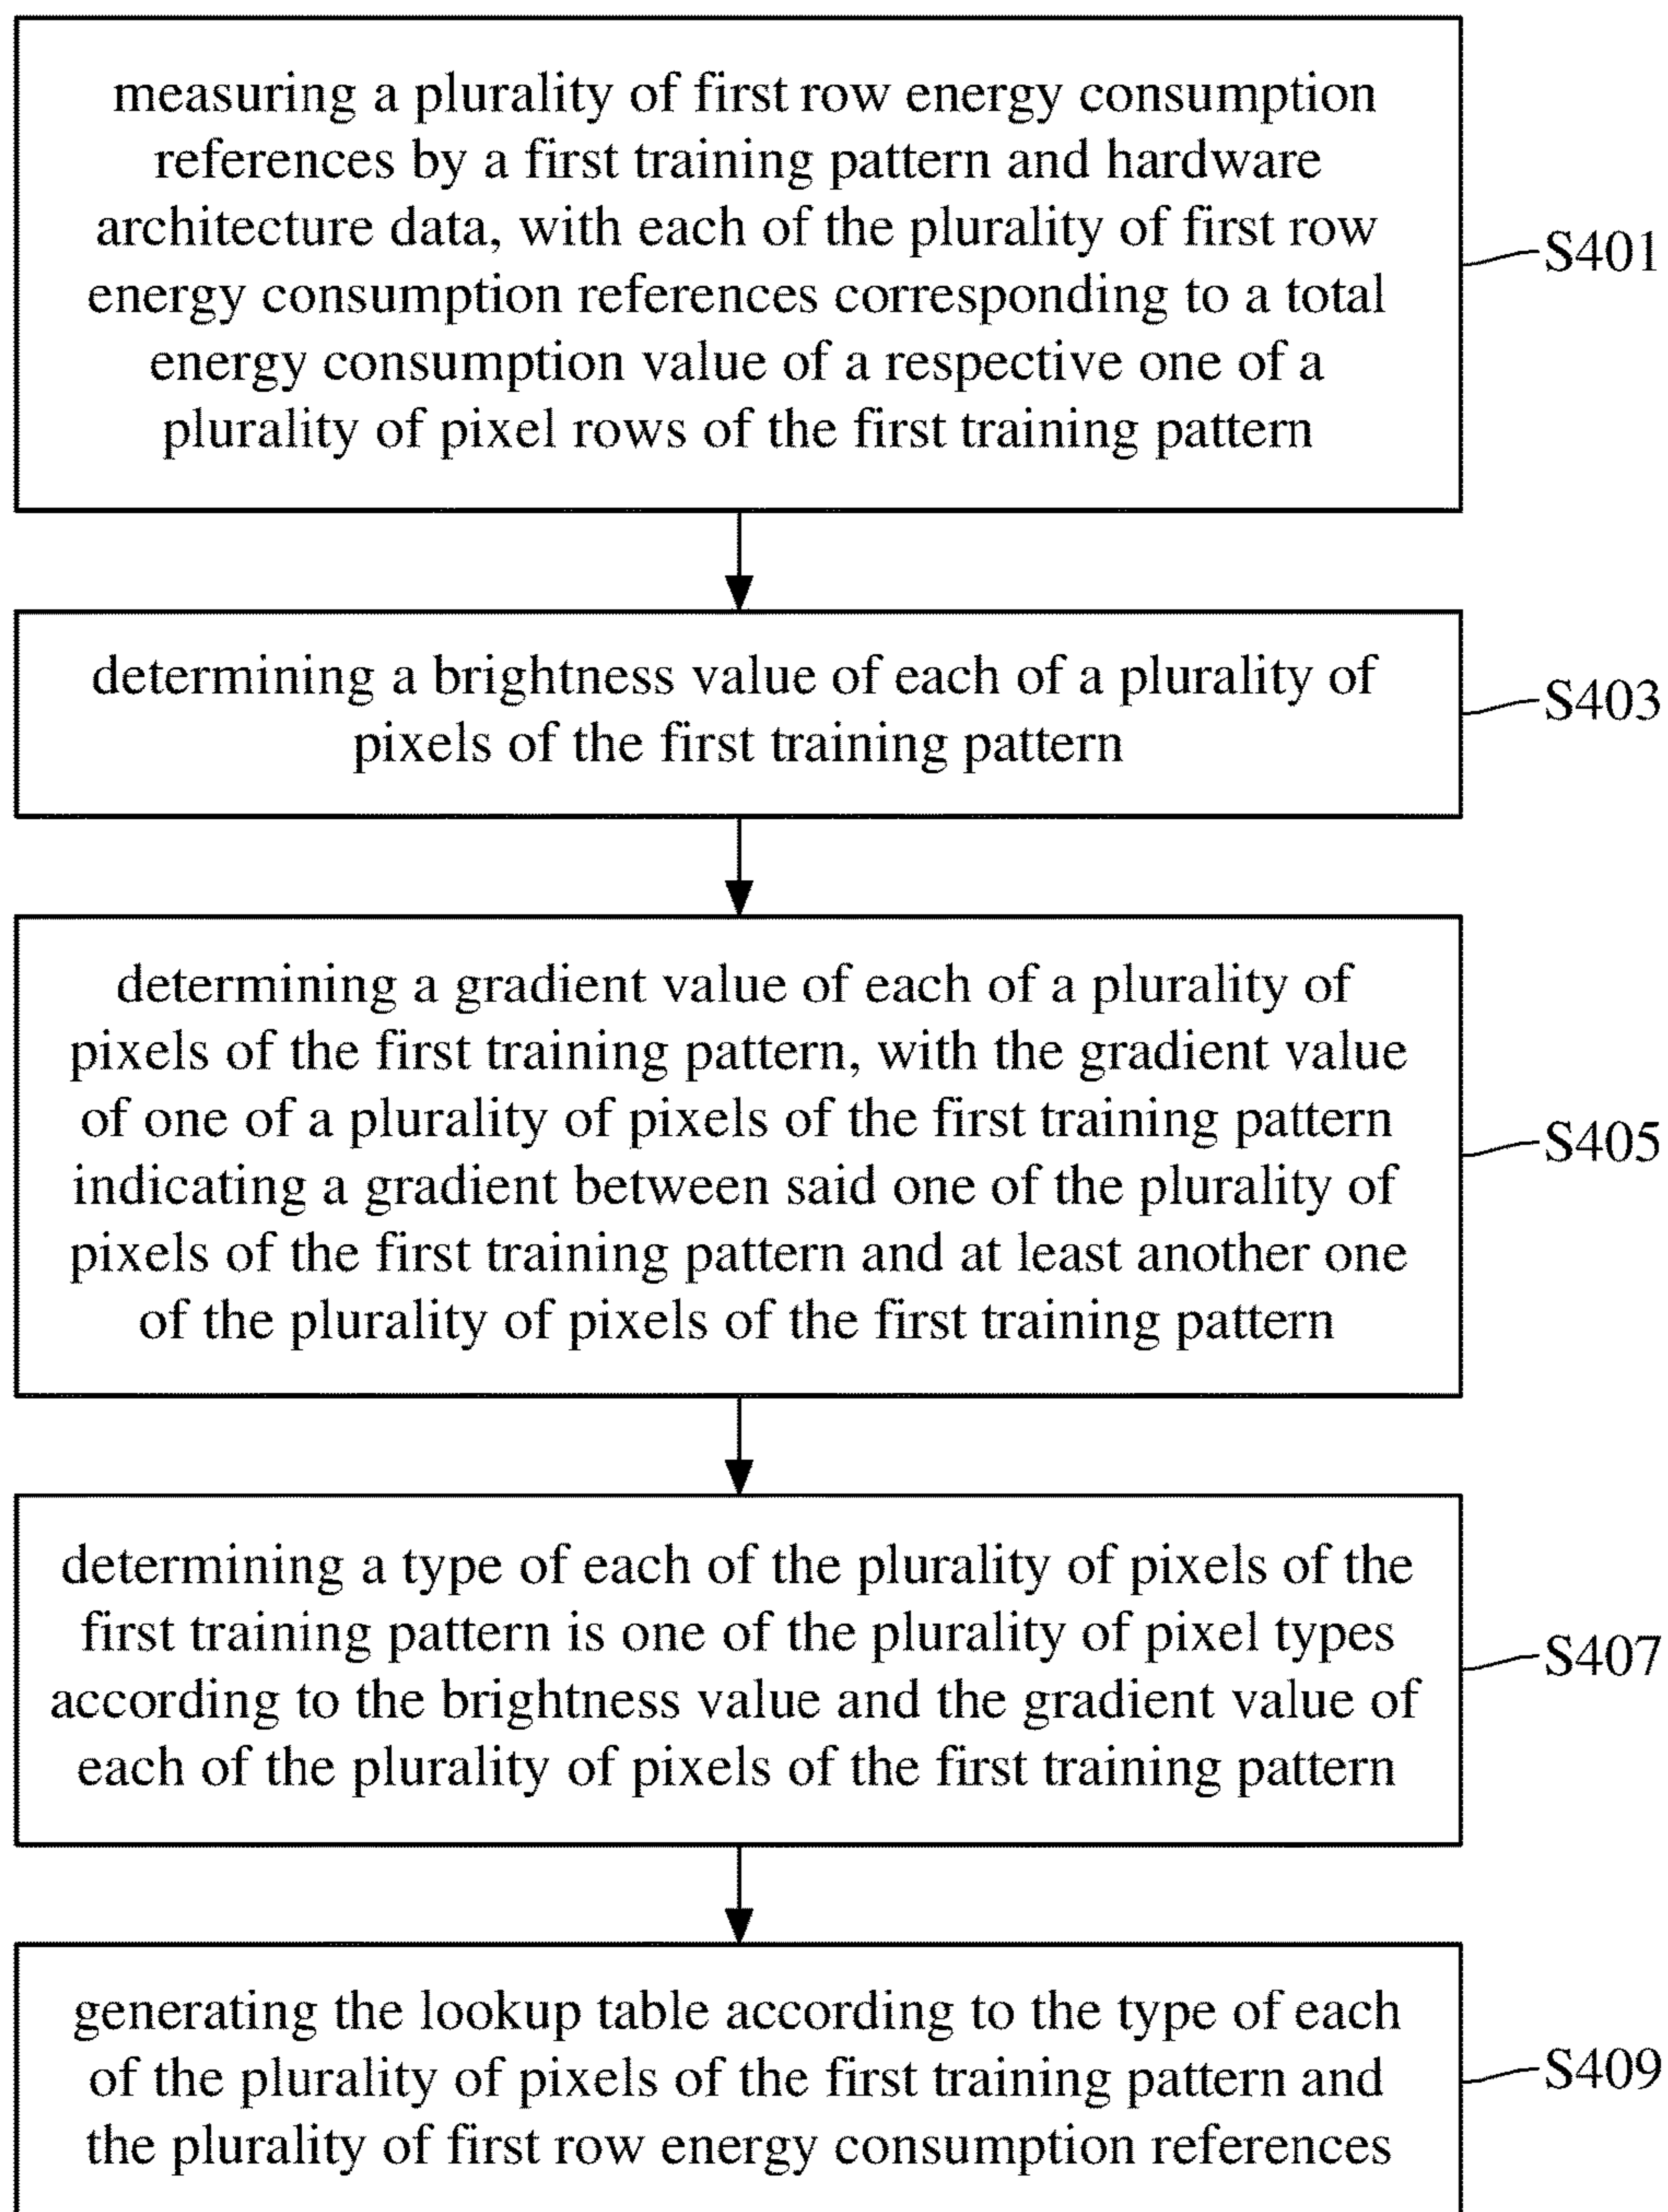 measuring a plurality of first row energy consumption
references by a first training pattern and hardware
architecture data, with each of the plurality of first row
energy consumption references corresponding to a total
energy consumption value of a respective one of a
plurality of pixel rows of the first training pattern
S401
determining a brightness value of each of a plurality of
pixels of the first training pattern
S403
determining a gradient value of each of a plurality of
pixels of the first training pattern, with the gradient value
of one of a plurality of pixels of the first training pattern
indicating a gradient between said one of the plurality of
pixels of the first training pattern and at least another one
of the plurality of pixels of the first training pattern
S405
determining a type of each of the plurality of pixels of the
first training pattern is one of the plurality of pixel types
according to the brightness value and the gradient value of
each of the plurality of pixels of the first training pattern
S407
generating the lookup table according to the type of each
of the plurality of pixels of the first training pattern and
the plurality of first row energy consumption references
S409